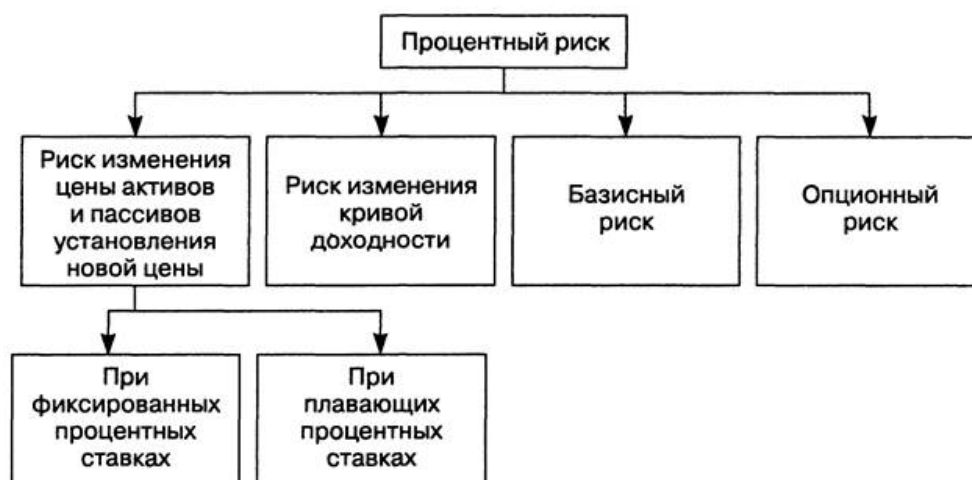 Процентный риск
Риск изменения
цены активов
и пассивов
установления
новой цены
Риск изменения
кривой
доходности
Базисный
риск
Опционный
риск
При
фиксированных
процентных
ставках
При
плавающих
процентных
ставках